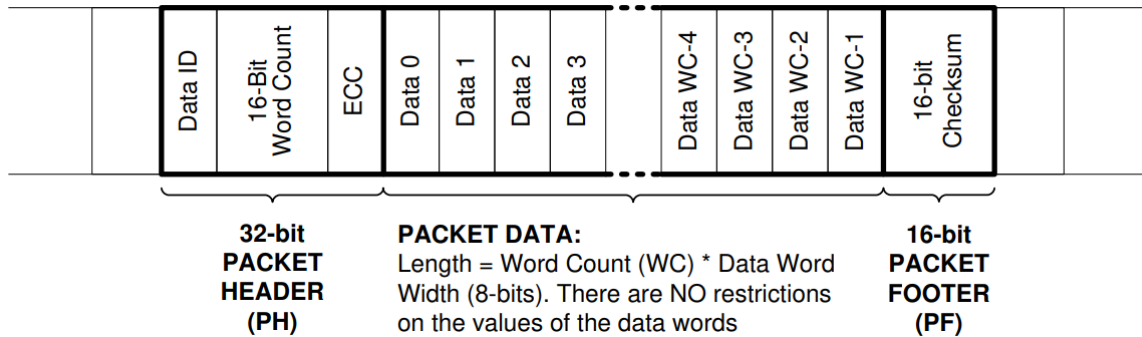 Data ID
16-Bit
Word Count
ECC
Data 0
Data 1
Data 2
Data 3
Data WC-4
Data WC-3
Data WC-2
Data WC-1
16-bit
Checksum
32-bit
PACKET
HEADER
(PH)
PACKET DATA:
Length = Word Count (WC) * Data Word
Width (8-bits). There are NO restrictions
on the values of the data words
16-bit
PACKET
FOOTER
(PF)